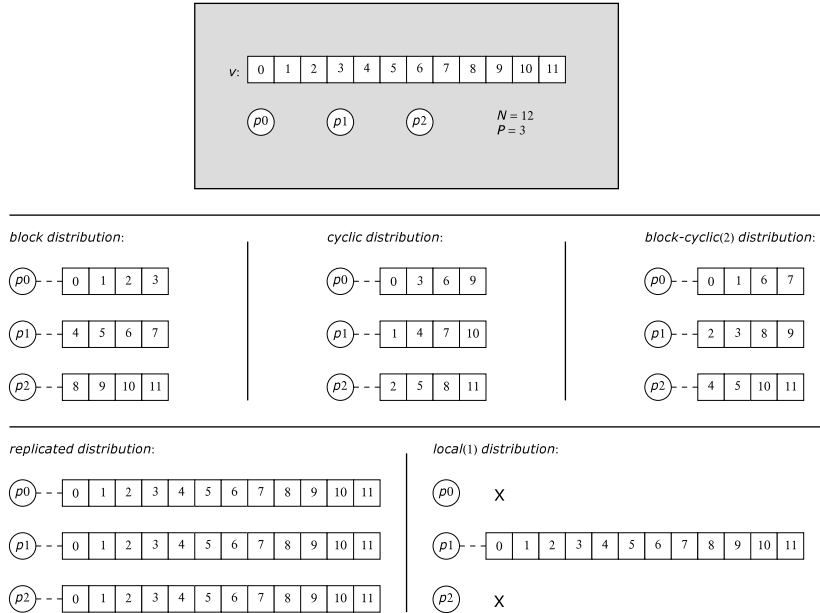 v: 0 1 2 3 4 5 6 7 8 9 10 11
p0 p1 p2 N = 12
P = 3
block distribution:
p0 0 1 2 3
p1 4 5 6 7
p2 8 9 10 11
cyclic distribution:
p0 0 3 6 9
p1 1 4 7 10
p2 2 5 8 11
block-cyclic(2) distribution:
p0 0 1 6 7
p1 2 3 8 9
p2 4 5 10 11
replicated distribution:
p0 0 1 2 3 4 5 6 7 8 9 10 11
p1 0 1 2 3 4 5 6 7 8 9 10 11
p2 0 1 2 3 4 5 6 7 8 9 10 11
local(1) distribution:
p0 X
p1 0 1 2 3 4 5 6 7 8 9 10 11
p2 X